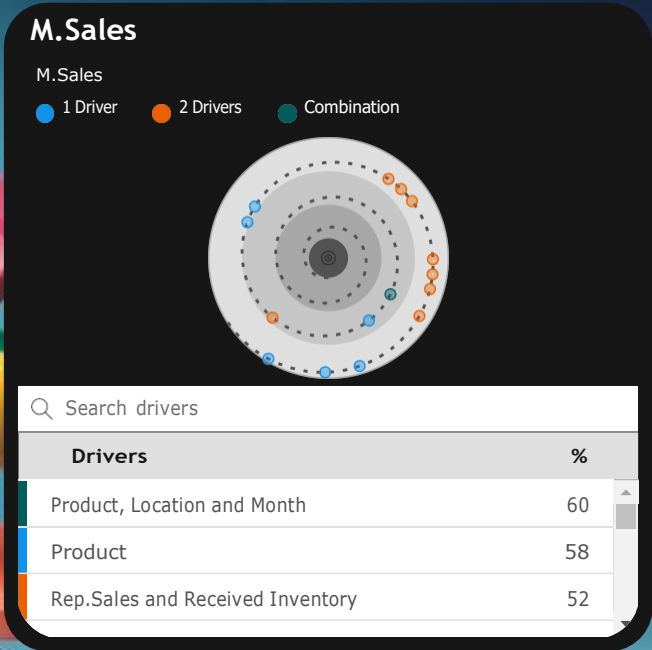 M.Sales
M.Sales
1 Driver 2 Drivers Combination
Search drivers
Drivers %
Product, Location and Month 60
Product 58
Rep.Sales and Received Inventory 52